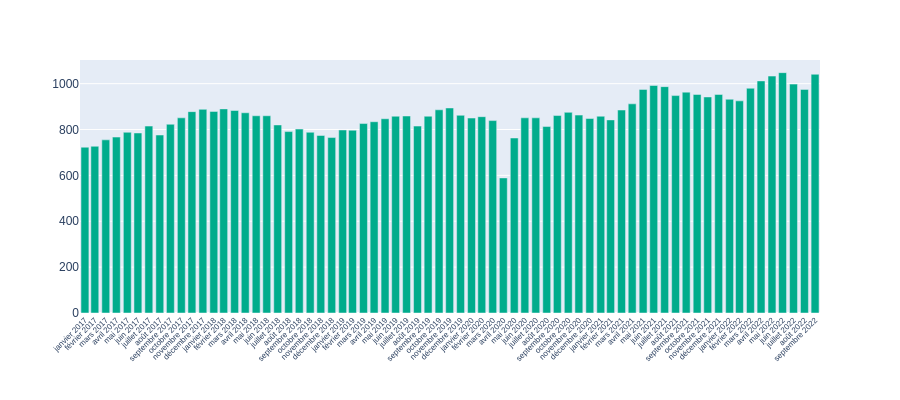 1000
800
600
400
200
0
janvier 2017
février 2017
mars 2017
avril 2017
mai 2017
juin 2017
juillet 2017
août 2017
septembre 2017
octobre 2017
novembre 2017
décembre 2017
janvier 2018
février 2018
mars 2018
avril 2018
mai 2018
juin 2018
juillet 2018
août 2018
septembre 2018
octobre 2018
novembre 2018
décembre 2018
janvier 2019
février 2019
mars 2019
avril 2019
mai 2019
juin 2019
juillet 2019
août 2019
septembre 2019
octobre 2019
novembre 2019
décembre 2019
janvier 2020
février 2020
mars 2020
avril 2020
mai 2020
juin 2020
juillet 2020
août 2020
septembre 2020
octobre 2020
novembre 2020
décembre 2020
janvier 2021
février 2021
mars 2021
avril 2021
mai 2021
juin 2021
juillet 2021
août 2021
septembre 2021
octobre 2021
novembre 2021
décembre 2021
janvier 2022
février 2022
mars 2022
avril 2022
mai 2022
juin 2022
juillet 2022
août 2022
septembre 2022